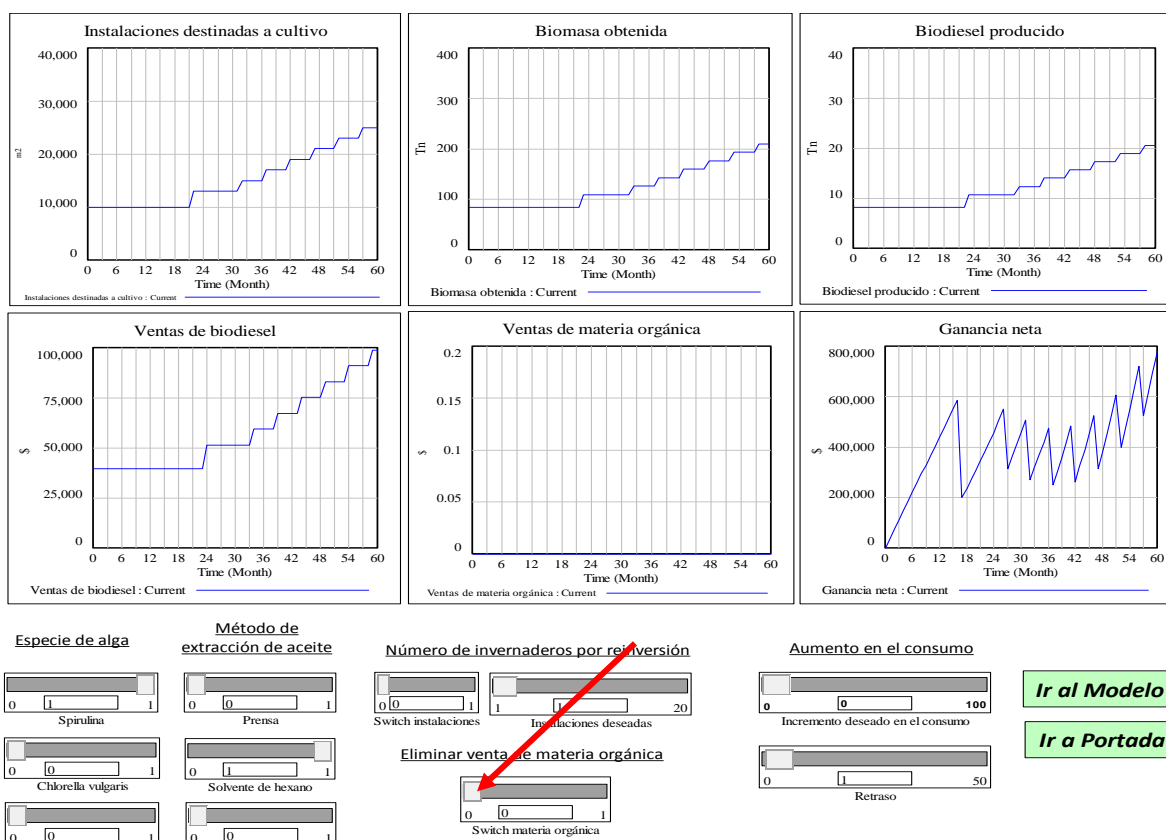 Instalaciones destinadas a cultivo
40,000
30,000
m2
20,000
10,000
0
0 6 12 18 24 30 36 42 48 54 60
Time (Month)
Instalaciones destinadas a cultivo : Current
Biomasa obtenida
400
300
Tn
200
100
0
0 6 12 18 24 30 36 42 48 54 60
Time (Month)
Biomasa obtenida : Current
Biodiesel producido
40
30
Tn
20
10
0
0 6 12 18 24 30 36 42 48 54 60
Time (Month)
Biodiesel producido : Current
Ventas de biodiesel
100,000
75,000
$
50,000
25,000
0
0 6 12 18 24 30 36 42 48 54 60
Time (Month)
Ventas de biodiesel : Current
Ventas de materia orgánica
0.2
0.15
$
0.1
0.05
0
0 6 12 18 24 30 36 42 48 54 60
Time (Month)
Ventas de materia orgánica : Current
Ganancia neta
800,000
600,000
$
400,000
200,000
0
0 6 12 18 24 30 36 42 48 54 60
Time (Month)
Ganancia neta : Current
Especie de alga
0 1 1
Spirulina
0 0 1
Chlorella vulgaris
0 0 1
Método de
extracción de aceite
0 0 1
Prensa
0 1 1
Solvente de hexano
0 0 1
Número de invernaderos por reinversión
0 0 1
Switch instalaciones
1 1 20
Instalaciones deseadas
Eliminar venta de materia orgánica
0 0 1
Switch materia orgánica
Aumento en el consumo
0 0 100
Incremento deseado en el consumo
0 1 50
Retraso
Ir al Modelo
Ir a Portada